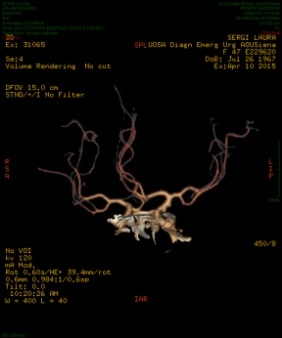 3D
Ex: 31065
Se:4
Volume Rendering No cut
DFOV 15.0 cm
STND/+/I No Filter
SPL
UOSA Diagn Emerg Urg AOUSiena
SERGI LAURA
F 47 E229620
DoB: Jul 26 1967
Ex:Apr 10 2015
R
S
A
L
I
P
No VOI
kv 120
mA Mod.
Rot 0.60s/HE+ 39.4mm/rot
0.6mm 0.984:1/0.6sp
Tilt: 0.0
10:20:26 AM
W = 400 L = 40
IAR
450/8